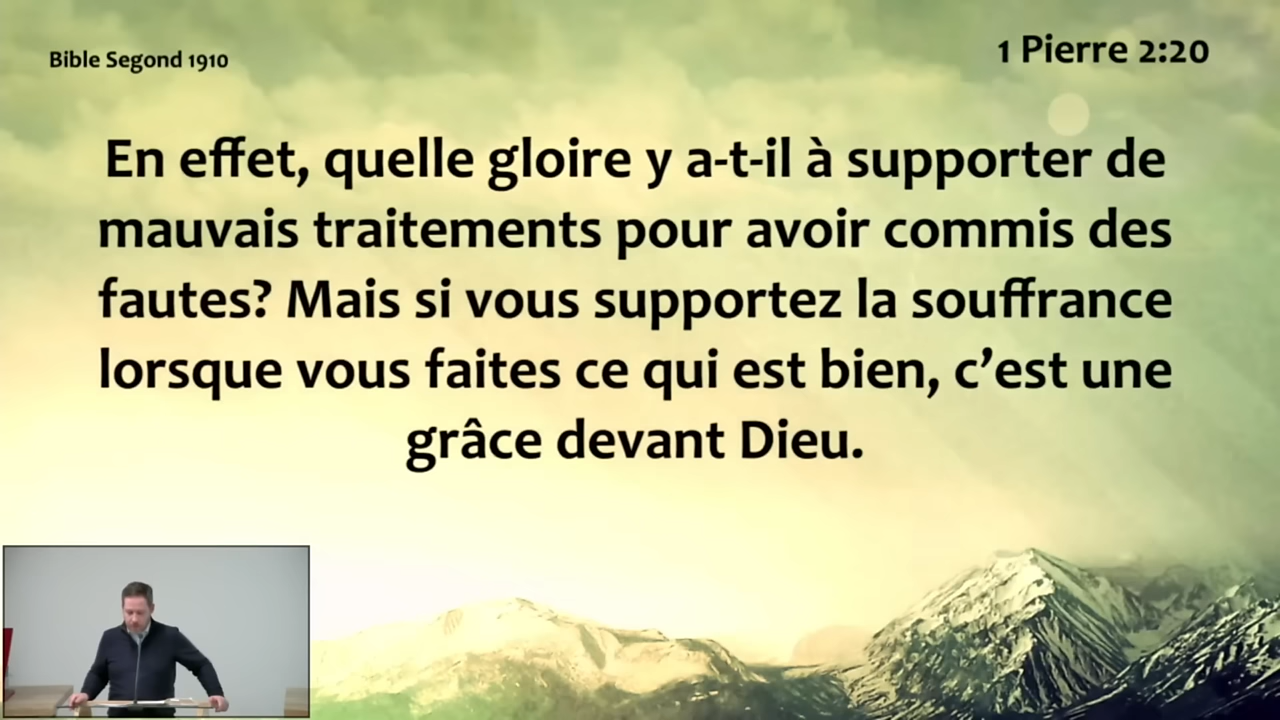 Bible Segond 1910
1 Pierre 2:20
En effet, quelle gloire y a-t-il à supporter de
mauvais traitements pour avoir commis des
fautes? Mais si vous supportez la souffrance
lorsque vous faites ce qui est bien, c’est une
grâce devant Dieu.